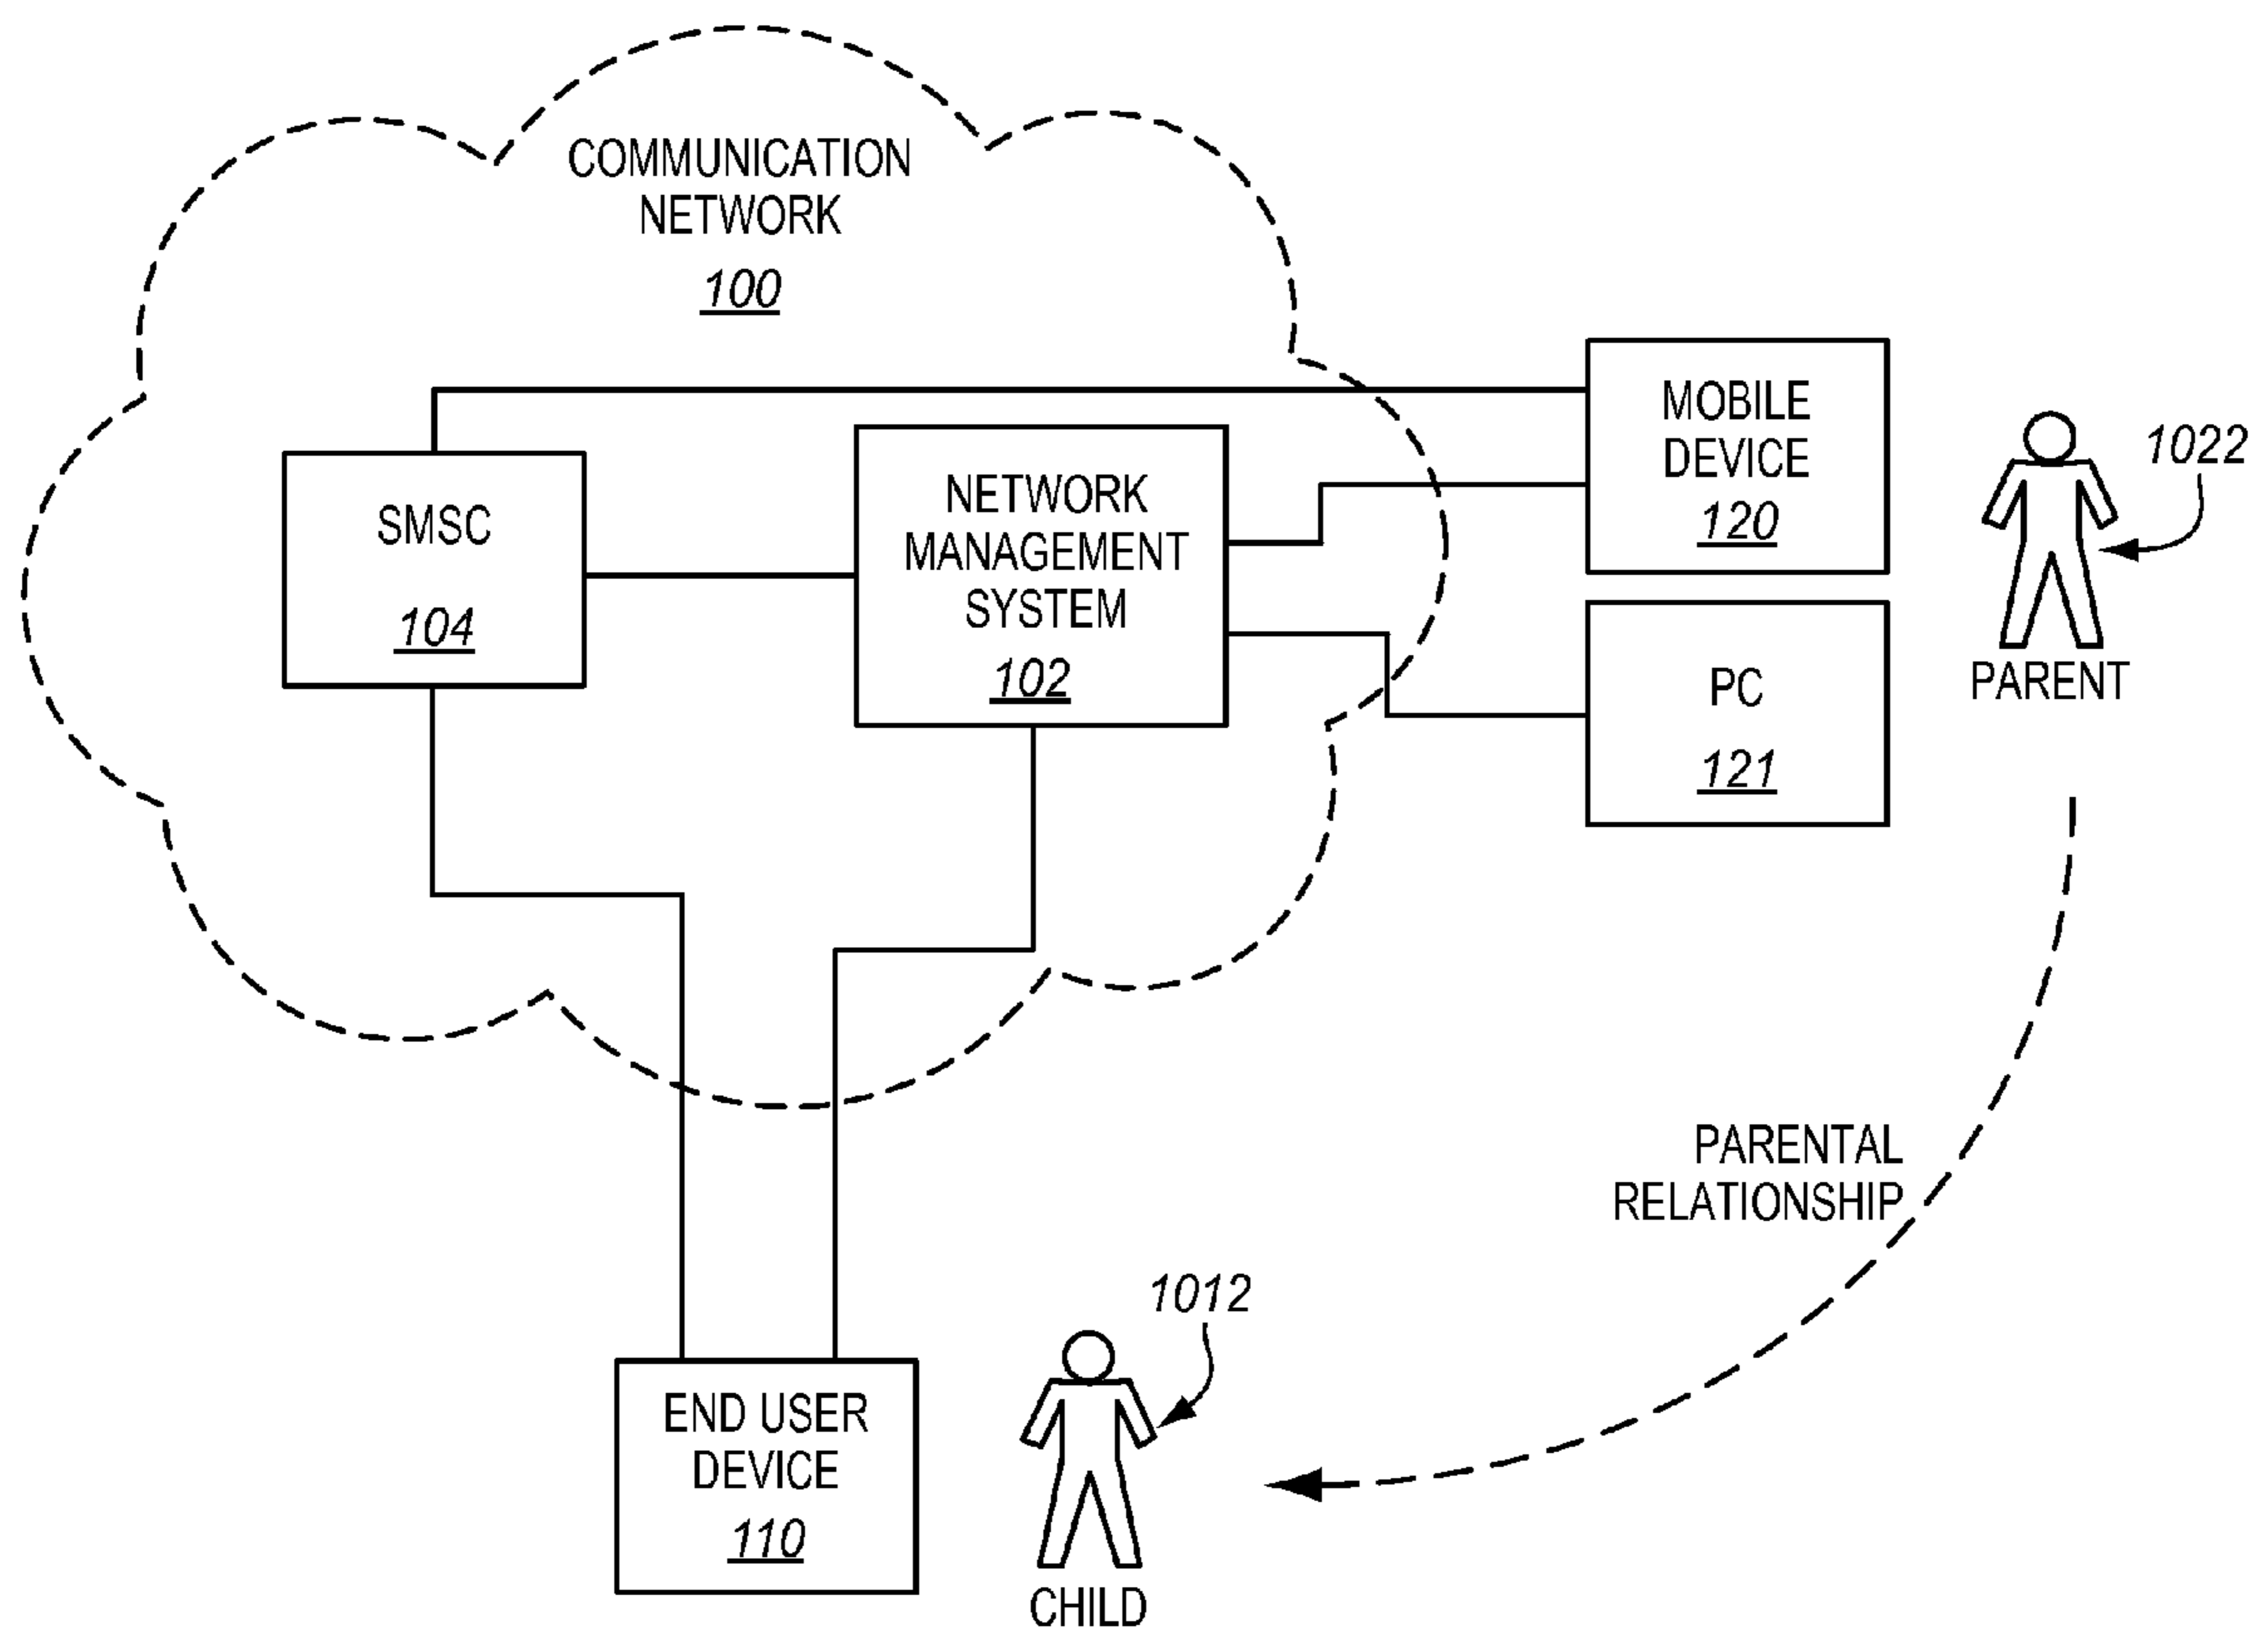 COMMUNICATION
NETWORK
100
MOBILE
DEVICE
120
1022
SMSC
104
NETWORK
MANAGEMENT
SYSTEM
102
PARENT
PC
121
PARENTAL
RELATIONSHIP
1012
END USER
DEVICE
110
CHILD